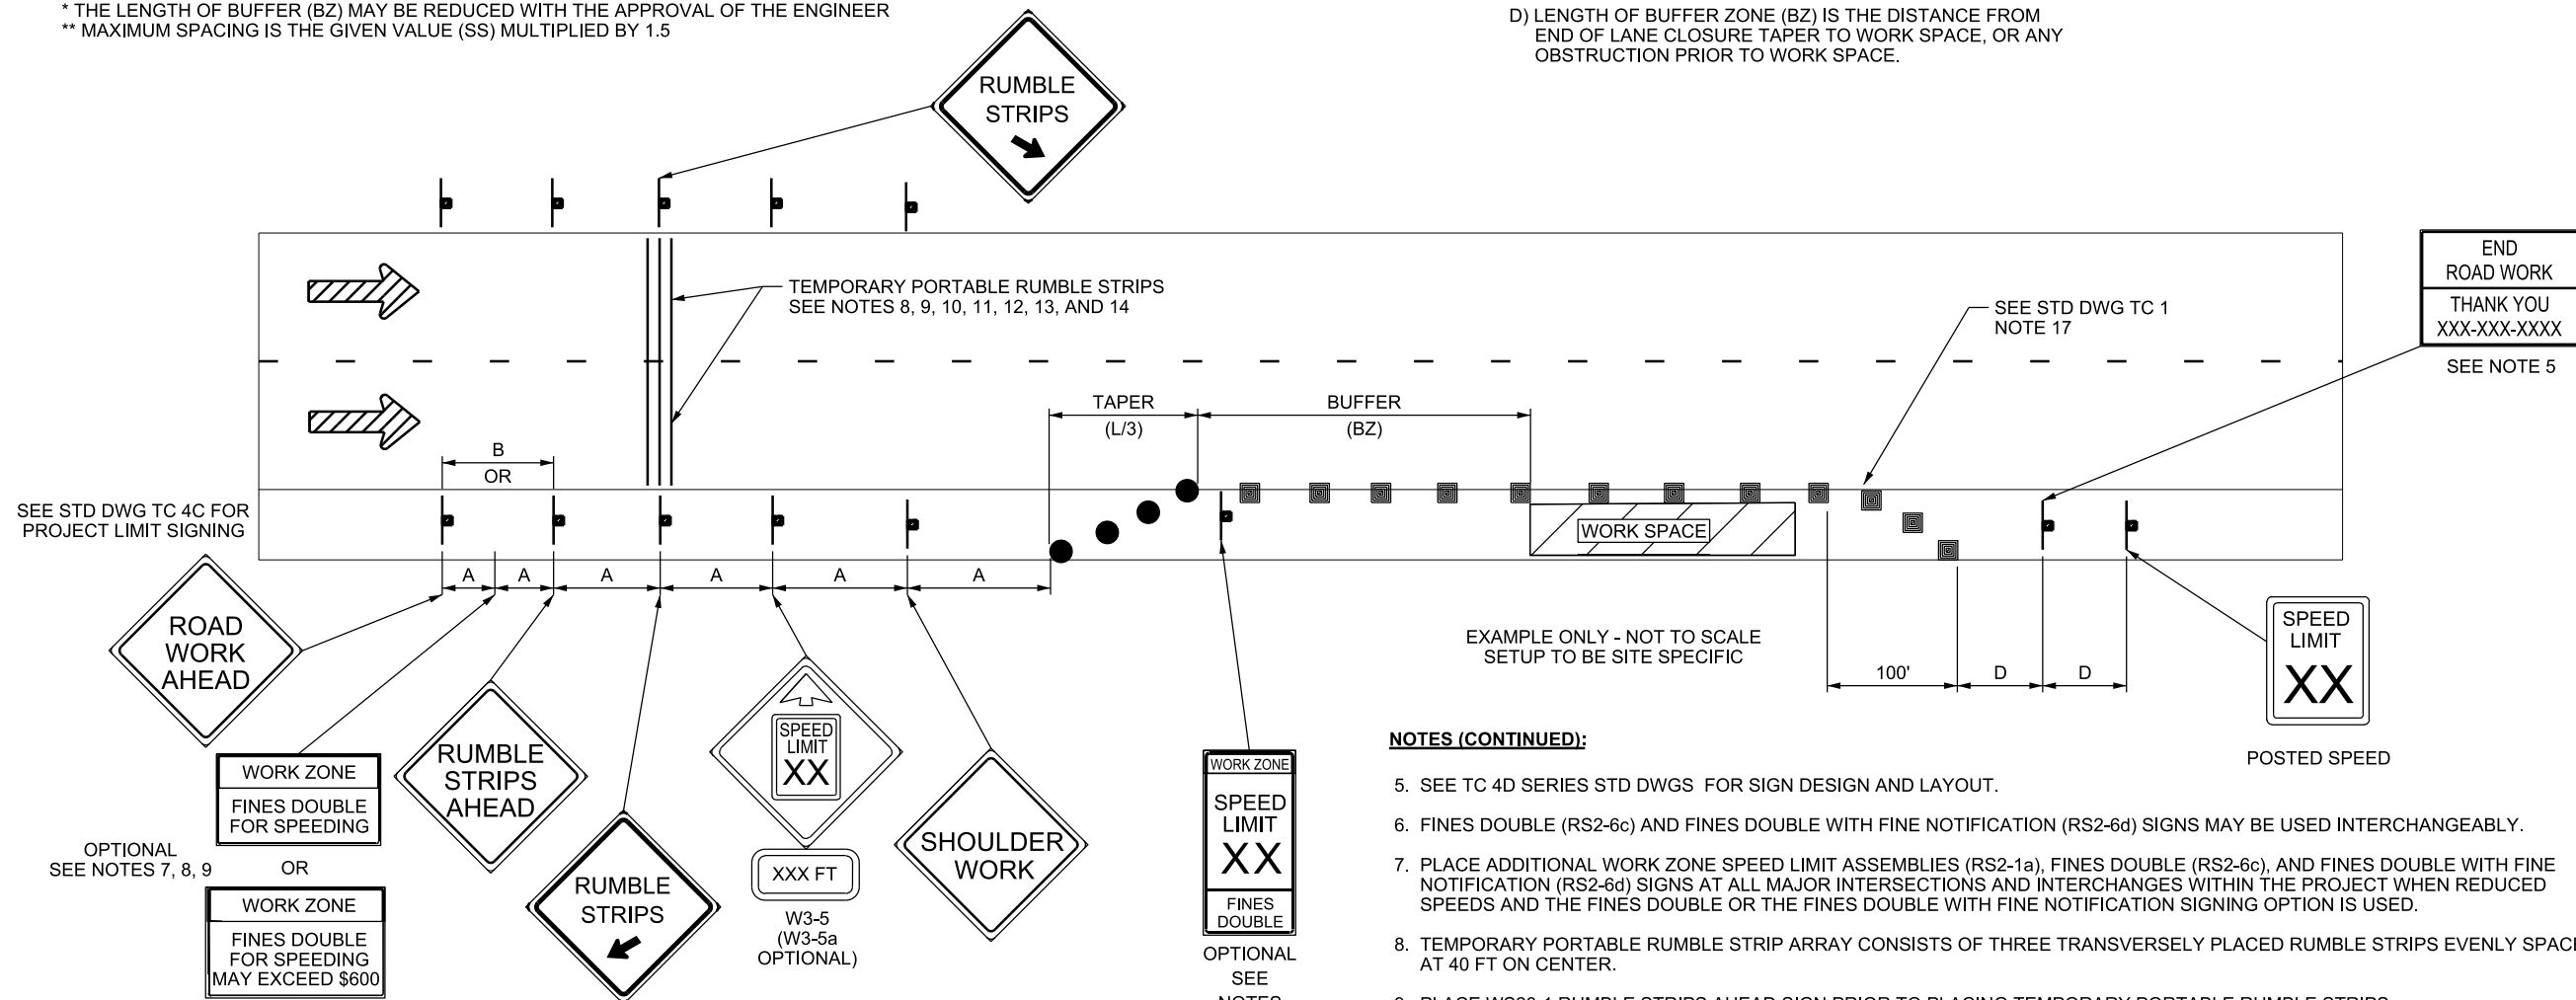 * THE LENGTH OF BUFFER (BZ) MAY BE REDUCED WITH THE APPROVAL OF THE ENGINEER
** MAXIMUM SPACING IS THE GIVEN VALUE (SS) MULTIPLIED BY 1.5
D) LENGTH OF BUFFER ZONE (BZ) IS THE DISTANCE FROM
END OF LANE CLOSURE TAPER TO WORK SPACE, OR ANY
OBSTRUCTION PRIOR TO WORK SPACE.
RUMBLE
STRIPS
TEMPORARY PORTABLE RUMBLE STRIPS
SEE NOTES 8, 9, 10, 11, 12, 13, AND 14
SEE STD DWG TC 1
NOTE 17
END
ROAD WORK
THANK YOU
XXX-XXX-XXXX
SEE NOTE 5
TAPER
(L/3)
BUFFER
(BZ)
B
OR
SEE STD DWG TC 4C FOR
PROJECT LIMIT SIGNING
WORK SPACE
A
A
A
A
A
A
ROAD
WORK
AHEAD
WORK ZONE
FINES DOUBLE
FOR SPEEDING
OPTIONAL
SEE NOTES 7, 8, 9
OR
WORK ZONE
FINES DOUBLE
FOR SPEEDING
MAY EXCEED $600
RUMBLE
STRIPS
AHEAD
RUMBLE
STRIPS
SPEED
LIMIT
XX
XXX FT
W3-5
(W3-5a
OPTIONAL)
SHOULDER
WORK
WORK ZONE
SPEED
LIMIT
XX
FINES
DOUBLE
OPTIONAL
SEE
NOTES
EXAMPLE ONLY - NOT TO SCALE
SETUP TO BE SITE SPECIFIC
100'
D
D
SPEED
LIMIT
XX
POSTED SPEED
NOTES (CONTINUED):
5. SEE TC 4D SERIES STD DWGS FOR SIGN DESIGN AND LAYOUT.
6. FINES DOUBLE (RS2-6c) AND FINES DOUBLE WITH FINE NOTIFICATION (RS2-6d) SIGNS MAY BE USED INTERCHANGEABLY.
7. PLACE ADDITIONAL WORK ZONE SPEED LIMIT ASSEMBLIES (RS2-1a), FINES DOUBLE (RS2-6c), AND FINES DOUBLE WITH FINE
NOTIFICATION (RS2-6d) SIGNS AT ALL MAJOR INTERSECTIONS AND INTERCHANGES WITHIN THE PROJECT WHEN REDUCED
SPEEDS AND THE FINES DOUBLE OR THE FINES DOUBLE WITH FINE NOTIFICATION SIGNING OPTION IS USED.
8. TEMPORARY PORTABLE RUMBLE STRIP ARRAY CONSISTS OF THREE TRANSVERSELY PLACED RUMBLE STRIPS EVENLY SPACE
AT 40 FT ON CENTER.
RUMBLE STRIPS AHEAD SIGN PRIOR TO PLACING TEMPORARY PORTABLE RUMBLE STRIPS